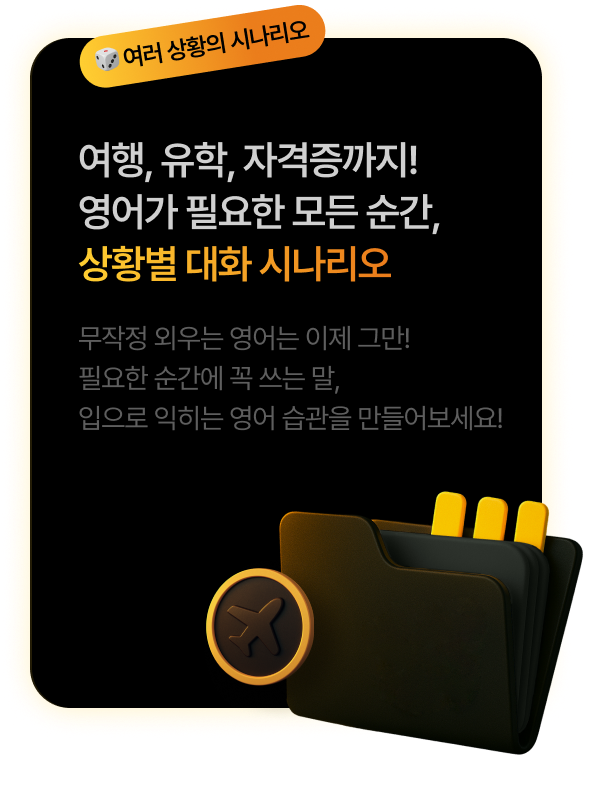 여러 상황의 시나리오
여행, 유학, 자격증까지!
영어가 필요한 모든 순간,
상황별 대화 시나리오
무작정 외우는 영어는 이제 그만!
필요한 순간에 꼭 쓰는 말,
입으로 익히는 영어 습관을 만들어보세요!